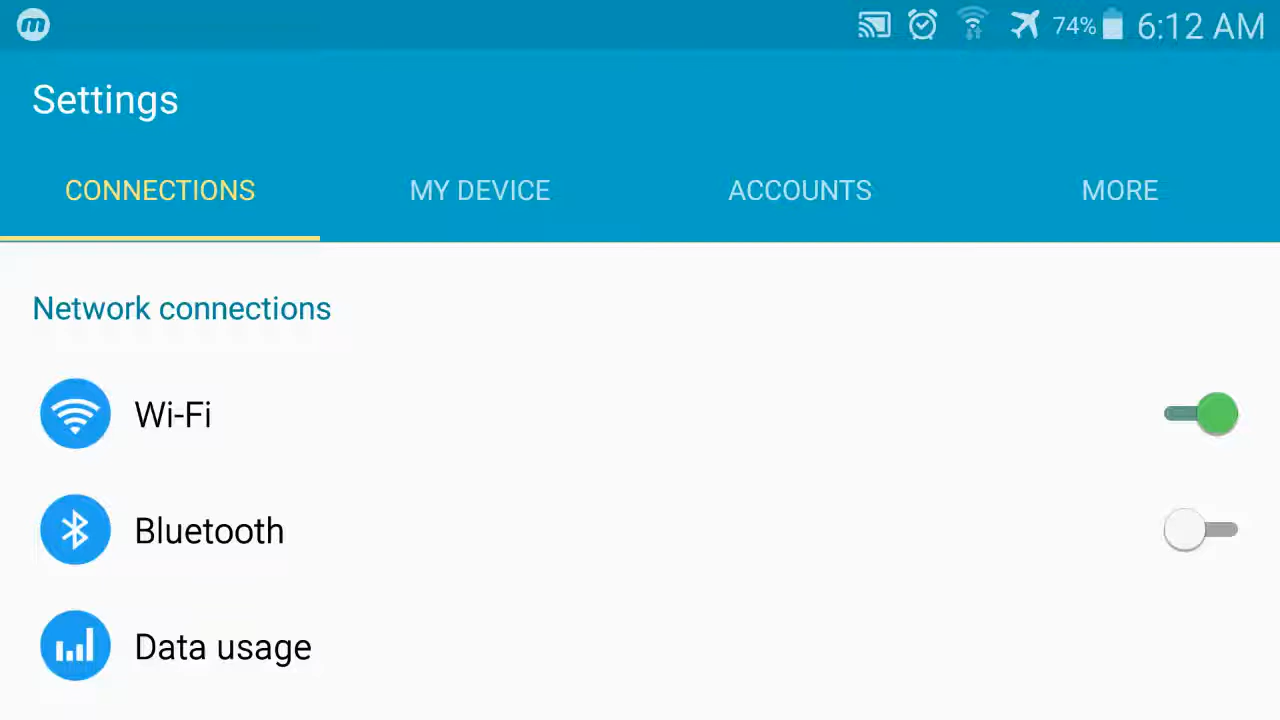 m 74% 6:12 AM
Settings
CONNECTIONS MY DEVICE ACCOUNTS MORE
Network connections
Wi-Fi
Bluetooth
Data usage